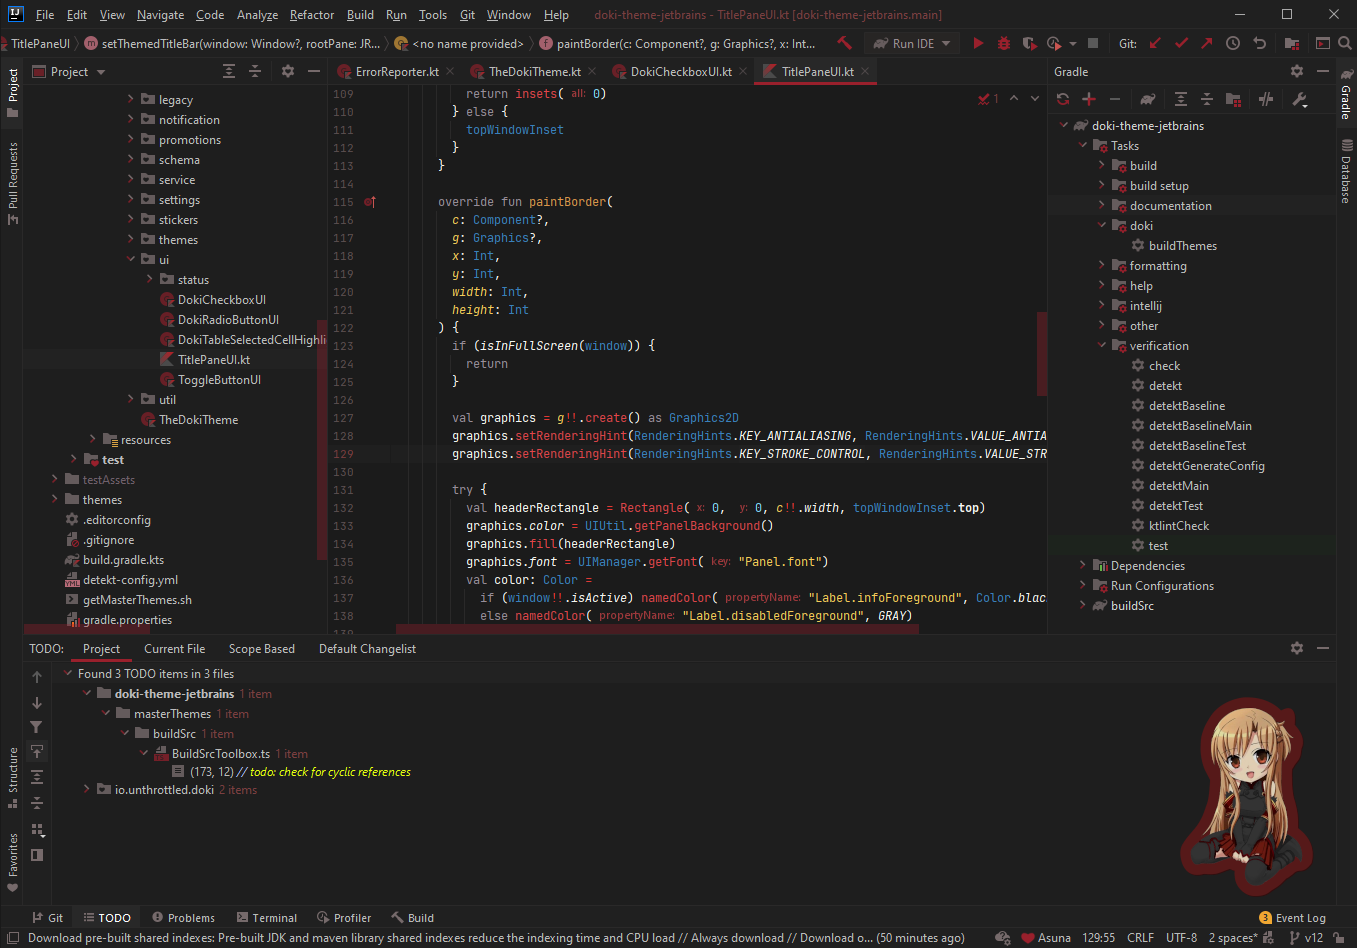 IJ File Edit View Navigate Code Analyze Refactor Build Run Tools Git Window Help doki-theme-jetbrains - TitlePaneUI.kt [doki-theme-jetbrains.main]
TitlePaneUI setThemedTitleBar(window: Window?, rootPane: JR... <no name provided> paintBorder(c: Component?, g: Graphics?, x: Int... Run IDE Git:
Project
Pull Requests
Structure
Favorites
Project
legacy
notification
promotions
schema
service
settings
stickers
themes
ui
status
DokiCheckboxUI
DokiRadioButtonUI
DokiTableSelectedCellHighli
TitlePaneUI.kt
ToggleButtonUI
util
TheDokiTheme
resources
test
testAssets
themes
.editorconfig
.gitignore
build.gradle.kts
detekt-config.yml
getMasterThemes.sh
gradle.properties
ErrorReporter.kt TheDokiTheme.kt DokiCheckboxUI.kt TitlePaneUI.kt
1
109 return insets( all: 0)
110 } else {
111 topWindowInset
112 }
113 }
114
115 override fun paintBorder(
116 c: Component?,
117 g: Graphics?,
118 x: Int,
119 y: Int,
120 width: Int,
121 height: Int
122 ) {
123 if (isInFullScreen(window)) {
124 return
125 }
126
127 val graphics = g!!.create() as Graphics2D
128 graphics.setRenderingHint(RenderingHints.KEY_ANTIALIASING, RenderingHints.VALUE_ANTIA
129 graphics.setRenderingHint(RenderingHints.KEY_STROKE_CONTROL, RenderingHints.VALUE_STR
130
131 try {
132 val headerRectangle = Rectangle( x: 0, y: 0, c!!.width, topWindowInset.top)
133 graphics.color = UIUtil.getPanelBackground()
134 graphics.fill(headerRectangle)
135 graphics.font = UIManager.getFont( key: "Panel.font")
136 val color: Color =
137 if (window!!.isActive) namedColor( propertyName: "Label.infoForeground", Color.blac
138 else namedColor( propertyName: "Label.disabledForeground", GRAY)
139
Gradle
doki-theme-jetbrains
Tasks
build
build setup
documentation
doki
buildThemes
formatting
help
intellij
other
verification
check
detekt
detektBaseline
detektBaselineMain
detektBaselineTest
detektGenerateConfig
detektMain
detektTest
ktlintCheck
test
Dependencies
Run Configurations
buildSrc
Gradle
Database
TODO: Project Current File Scope Based Default Changelist
Found 3 TODO items in 3 files
doki-theme-jetbrains 1 item
masterThemes 1 item
buildSrc 1 item
BuildSrcToolbox.ts 1 item
(173, 12) // todo: check for cyclic references
io.unthrottled.doki 2 items
Git TODO Problems Terminal Profiler Build 3 Event Log
Download pre-built shared indexes: Pre-built JDK and maven library shared indexes reduce the indexing time and CPU load // Always download // Download o... (50 minutes ago) Asuna 129:55 CRLF UTF-8 2 spaces* v12